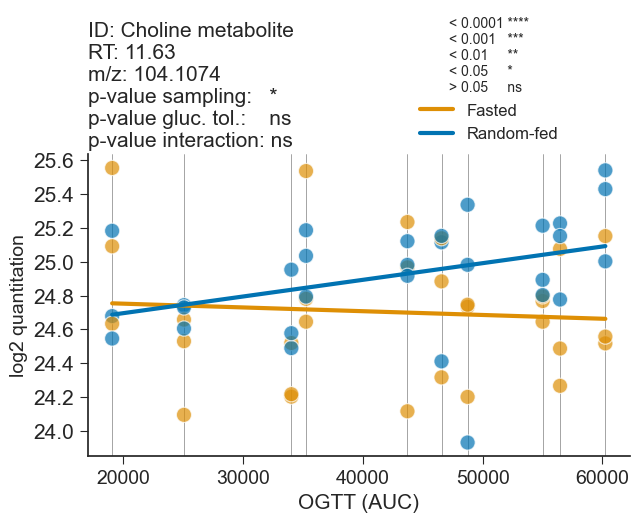 ID: Choline metabolite
RT: 11.63
m/z: 104.1074
p-value sampling: *
p-value gluc. tol.: ns
p-value interaction: ns
< 0.0001 ****
< 0.001 ***
< 0.01 **
< 0.05 *
> 0.05 ns
Fasted
Random-fed
log2 quantitation
25.6
25.4
25.2
25.0
24.8
24.6
24.4
24.2
24.0
20000 30000 40000 50000 60000
OGTT (AUC)